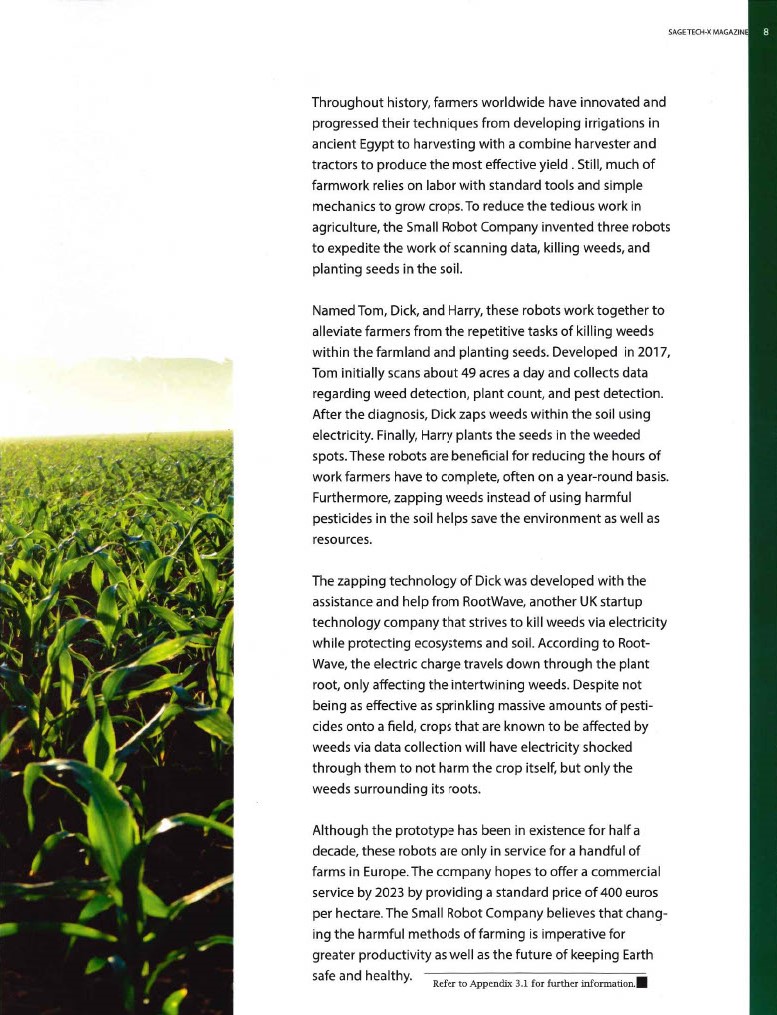 SAGETECH-X MAGAZINE 8
Throughout history, farmers worldwide have innovated and
progressed their techniques from developing irrigations in
ancient Egypt to harvesting with a combine harvester and
tractors to produce the most effective yield . Still, much of
farmwork relies on labor with standard tools and simple
mechanics to grow crops. To reduce the tedious work in
agriculture, the Small Robot Company invented three robots
to expedite the work of scanning data, killing weeds, and
planting seeds in the soil.
Named Tom, Dick, and Harry, these robots work together to
alleviate farmers from the repetitive tasks of killing weeds
within the farmland and planting seeds. Developed in 2017,
Tom initially scans about 49 acres a day and collects data
regarding weed detection, plant count, and pest detection.
After the diagnosis, Dick zaps weeds within the soil using
electricity. Finally, Harry plants the seeds in the weeded
spots. These robots are beneficial for reducing the hours of
work farmers have to complete, often on a year-round basis.
Furthermore, zapping weeds instead of using harmful
pesticides in the soil helps save the environment as well as
resources.
The zapping technology of Dick was developed with the
assistance and help from RootWave, another UK startup
technology company that strives to kill weeds via electricity
while protecting ecosystems and soil. According to Root-
Wave, the electric charge travels down through the plant
root, only affecting the intertwining weeds. Despite not
being as effective as sprinkling massive amounts of pesti-
cides onto a field, crops that are known to be affected by
weeds via data collection will have electricity shocked
through them to not harm the crop itself, but only the
weeds surrounding its roots.
Although the prototype has been in existence for half a
decade, these robots are only in service for a handful of
farms in Europe. The company hopes to offer a commercial
service by 2023 by providing a standard price of 400 euros
per hectare. The Small Robot Company believes that chang-
ing the harmful methods of farming is imperative for
greater productivity as well as the future of keeping Earth
safe and healthy.
Refer to Appendix 3.1 for further information.